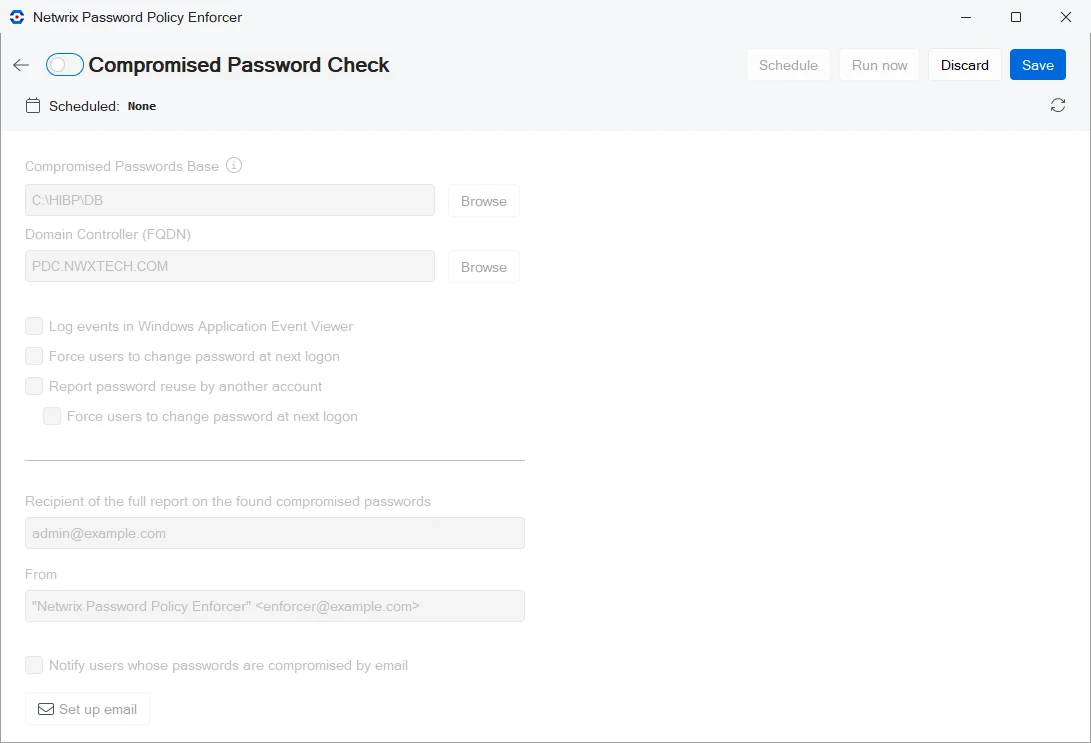 Netwrix Password Policy Enforcer
Compromised Password Check
Schedule
Run now
Discard
Save
Scheduled: None
Compromised Passwords Base
C:\HIBP\DB
Browse
Domain Controller (FQDN)
PDC.NWXTECH.COM
Browse
Log events in Windows Application Event Viewer
Force users to change password at next logon
Report password reuse by another account
Force users to change password at next logon
Recipient of the full report on the found compromised passwords
admin@example.com
From
"Netwrix Password Policy Enforcer" <enforcer@example.com>
Notify users whose passwords are compromised by email
Set up email